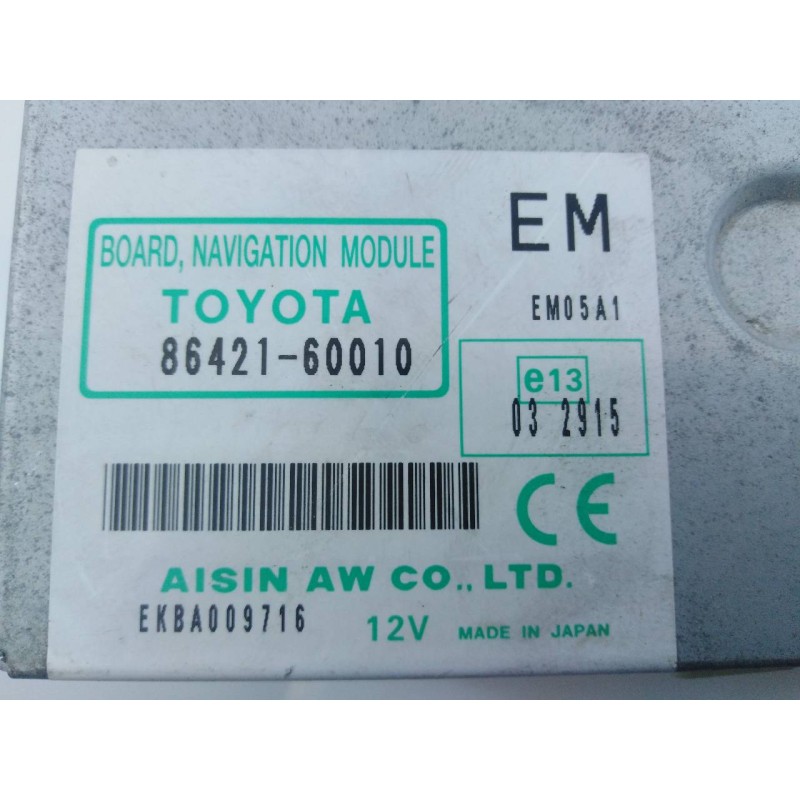 EM
BOARD, NAVIGATION MODULE
TOYOTA
86421-60010
EM05A1
e13
03 2915
CE
AISIN AW CO., LTD.
EKBA009716 12V MADE IN JAPAN